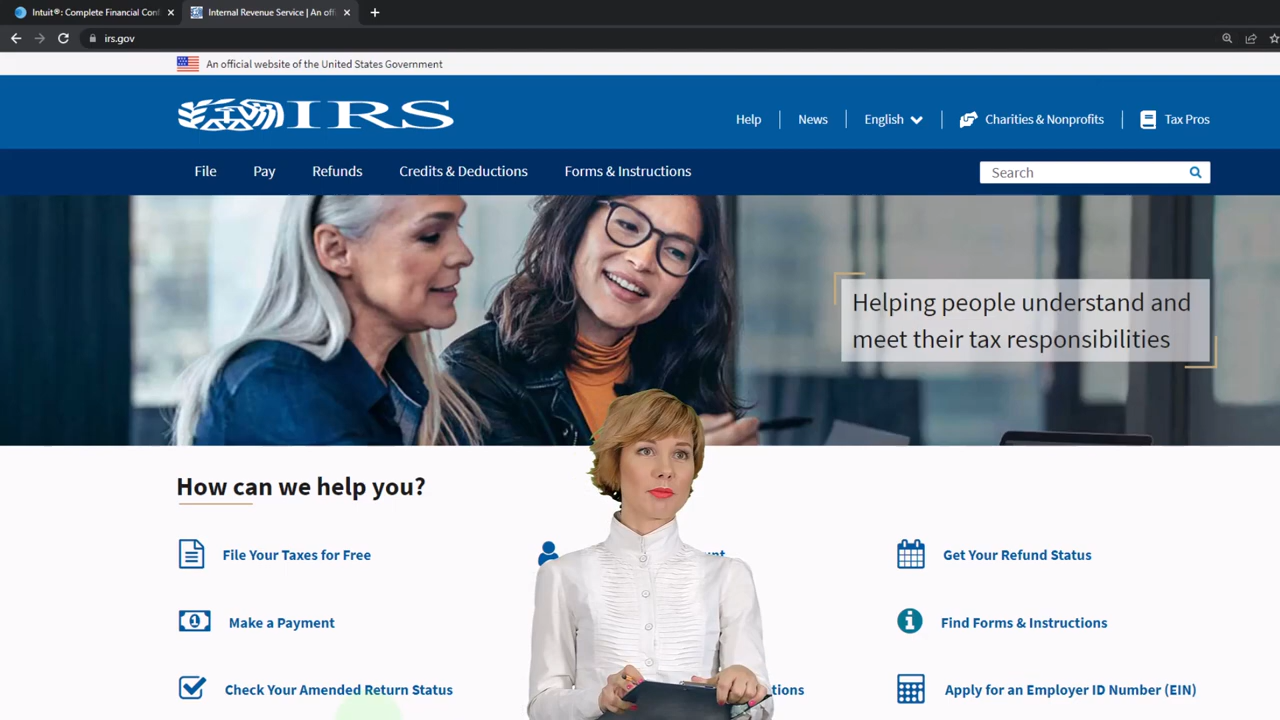 Intuit®: Complete Financial Conf
Internal Revenue Service | An off
irs.gov
An official website of the United States Government
IRS
Help
News
English
Charities & Nonprofits
Tax Pros
File
Pay
Refunds
Credits & Deductions
Forms & Instructions
Search
Helping people understand and
meet their tax responsibilities
How can we help you?
File Your Taxes for Free
Get Your Refund Status
Make a Payment
Find Forms & Instructions
Check Your Amended Return Status
Apply for an Employer ID Number (EIN)